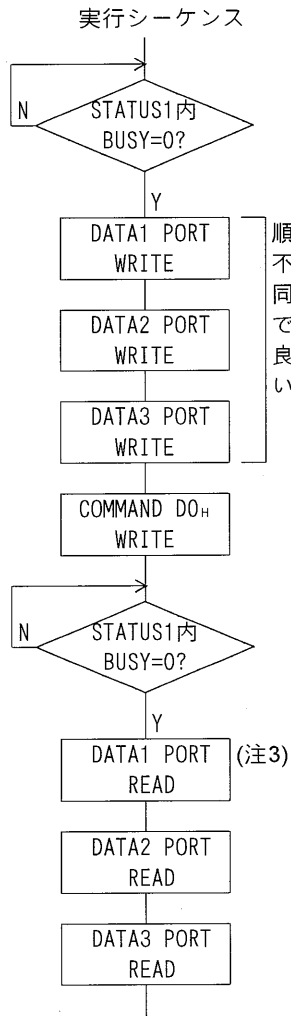 実行シーケンス
N
STATUS1内
BUSY=0?
Y
DATA1 PORT
WRITE
DATA2 PORT
WRITE
DATA3 PORT
WRITE
順
不
同
で
良
い
COMMAND D0H
WRITE
N
STATUS1内
BUSY=0?
Y
DATA1 PORT
READ
(注3)
DATA2 PORT
READ
DATA3 PORT
READ